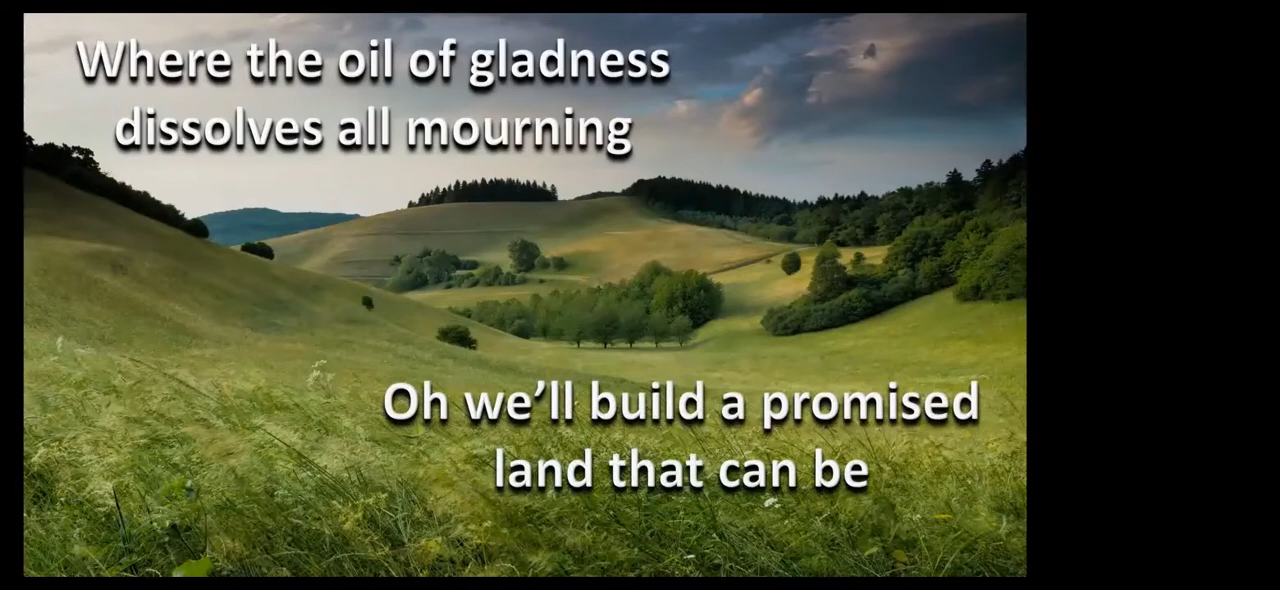 Where the oil of gladness
dissolves all mourning
Oh we’ll build a promised
land that can be